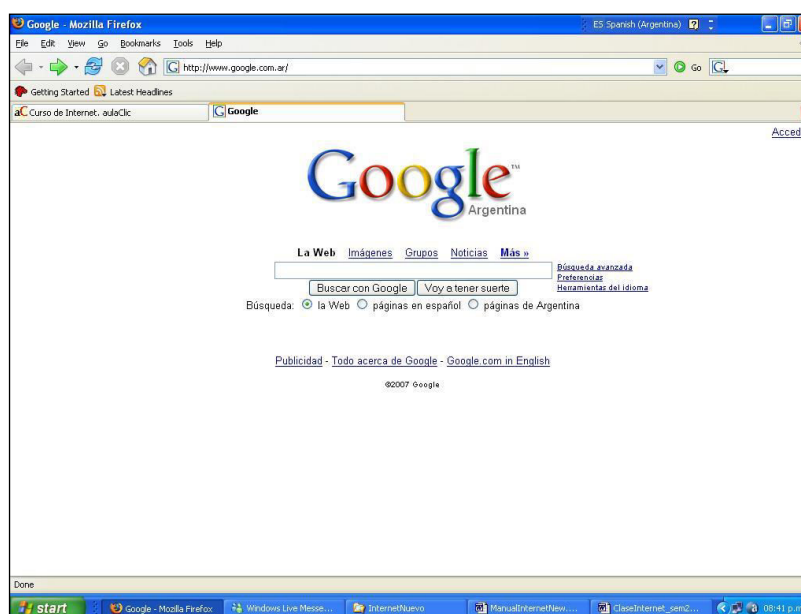 Google - Mozilla Firefox ES Spanish (Argentina)
File Edit View Go Bookmarks Tools Help
G http://www.google.com.ar/ Go G
Getting Started Latest Headlines
aC Curso de Internet. aulaClic G Google
Acced
Google™
Argentina
La Web Imágenes Grupos Noticias Más »
Búsqueda avanzada
Preferencias
Herramientas del idioma
Buscar con Google Voy a tener suerte
Búsqueda: la Web páginas en español páginas de Argentina
Publicidad - Todo acerca de Google - Google.com in English
©2007 Google
Done
start Google - Mozilla Firefox Windows Live Messe... InternetNuevo ManualInternetNew.... ClaseInternet_sem2... 08:41 p.m